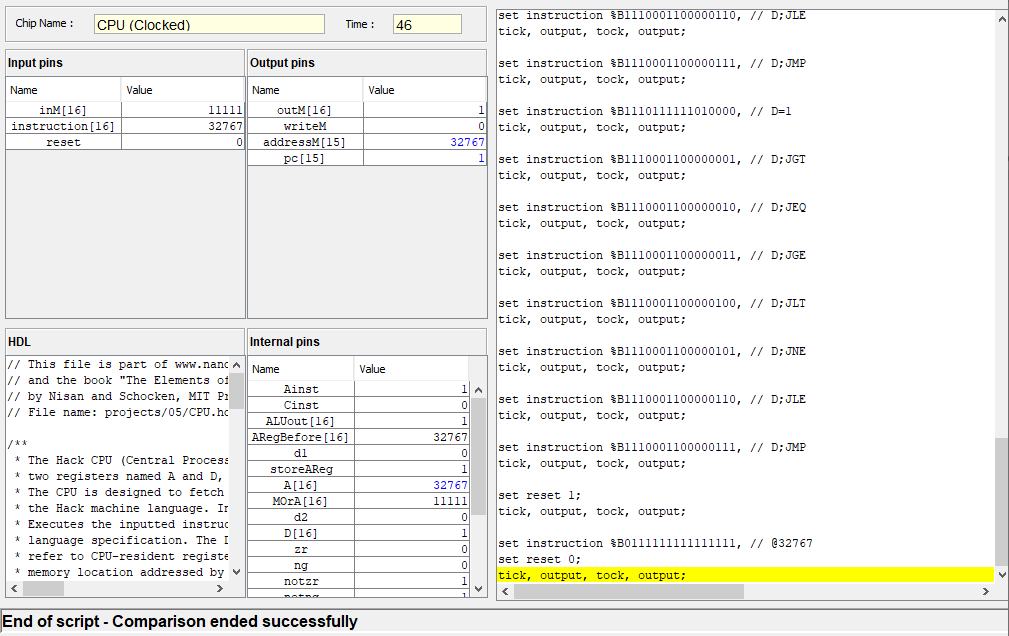 Chip Name : CPU (Clocked) Time : 46
Input pins
Name Value
inM[16] 11111
instruction[16] 32767
reset 0
Output pins
Name Value
outM[16] 1
writeM 0
addressM[15] 32767
pc[15] 1
HDL
// This file is part of www.nand
// and the book "The Elements of
// by Nisan and Schocken, MIT Pr
// File name: projects/05/CPU.hd
/**
* The Hack CPU (Central Process
* two registers named A and D,
* The CPU is designed to fetch
* the Hack machine language. In
* Executes the inputted instruc
* language specification. The D
* refer to CPU-resident registe
* memory location addressed by
Internal pins
Name Value
Ainst 1
Cinst 0
ALUout[16] 1
ARegBefore[16] 32767
d1 0
storeAReg 1
A[16] 32767
MOrA[16] 11111
d2 0
D[16] 1
zr 0
ng 0
notzr 1
notng 1
set instruction %B1110001100000110, // D;JLE
tick, output, tock, output;
set instruction %B1110001100000111, // D;JMP
tick, output, tock, output;
set instruction %B1110111111010000, // D=1
tick, output, tock, output;
set instruction %B1110001100000001, // D;JGT
tick, output, tock, output;
set instruction %B1110001100000010, // D;JEQ
tick, output, tock, output;
set instruction %B1110001100000011, // D;JGE
tick, output, tock, output;
set instruction %B1110001100000100, // D;JLT
tick, output, tock, output;
set instruction %B1110001100000101, // D;JNE
tick, output, tock, output;
set instruction %B1110001100000110, // D;JLE
tick, output, tock, output;
set instruction %B1110001100000111, // D;JMP
tick, output, tock, output;
set reset 1;
tick, output, tock, output;
set instruction %B0111111111111111, // @32767
set reset 0;
tick, output, tock, output;
End of script - Comparison ended successfully